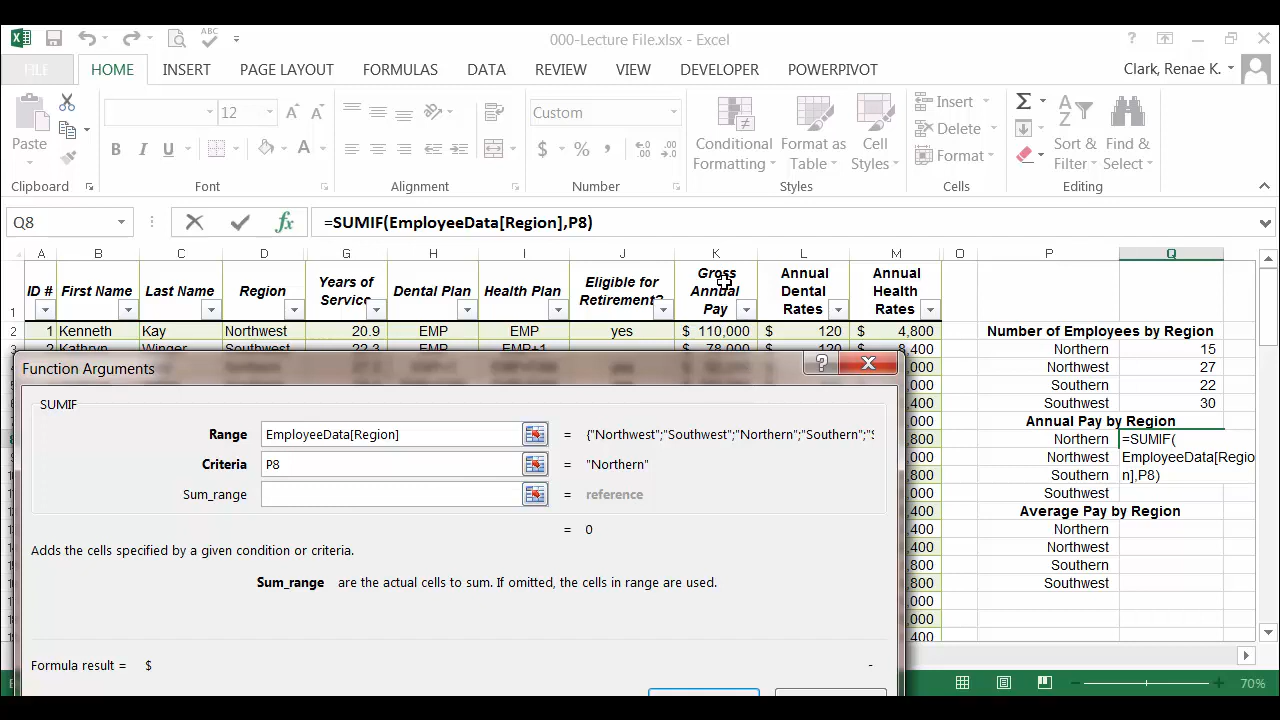 000-Lecture File.xlsx - Excel
FILE HOME INSERT PAGE LAYOUT FORMULAS DATA REVIEW VIEW DEVELOPER POWERPIVOT Clark, Renae K.
Paste 12 Custom Insert Delete Format
Conditional Formatting Format as Table Cell Styles Sort & Filter Find & Select
Clipboard Font Alignment Number Styles Cells Editing
Q8 =SUMIF(EmployeeData[Region],P8)
A B C D G H I J K L M O P Q
1 ID # First Name Last Name Region Years of Service Dental Plan Health Plan Eligible for Retirement? Gross Annual Pay Annual Dental Rates Annual Health Rates
2 1 Kenneth Kay Northwest 20.9 EMP EMP yes $ 110,000 $ 120 $ 4,800 Number of Employees by Region
Northern 15
Northwest 27
Southern 22
Southwest 30
Annual Pay by Region
Northern =SUMIF(
Northwest EmployeeData[Regio
Southern n],P8)
Southwest
Average Pay by Region
Northern
Northwest
Southern
Southwest
Function Arguments
SUMIF
Range EmployeeData[Region] = {"Northwest";"Southwest";"Northern";"Southern";"S
Criteria P8 = "Northern"
Sum_range = reference
= 0
Adds the cells specified by a given condition or criteria.
Sum_range are the actual cells to sum. If omitted, the cells in range are used.
Formula result = $ -
70%